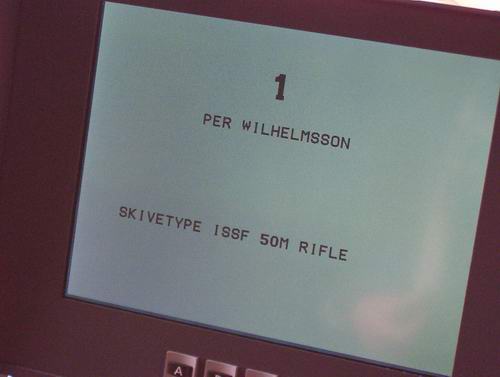 1
PER WILHELMSSON
SKIVETYPE ISSF 50M RIFLE
A